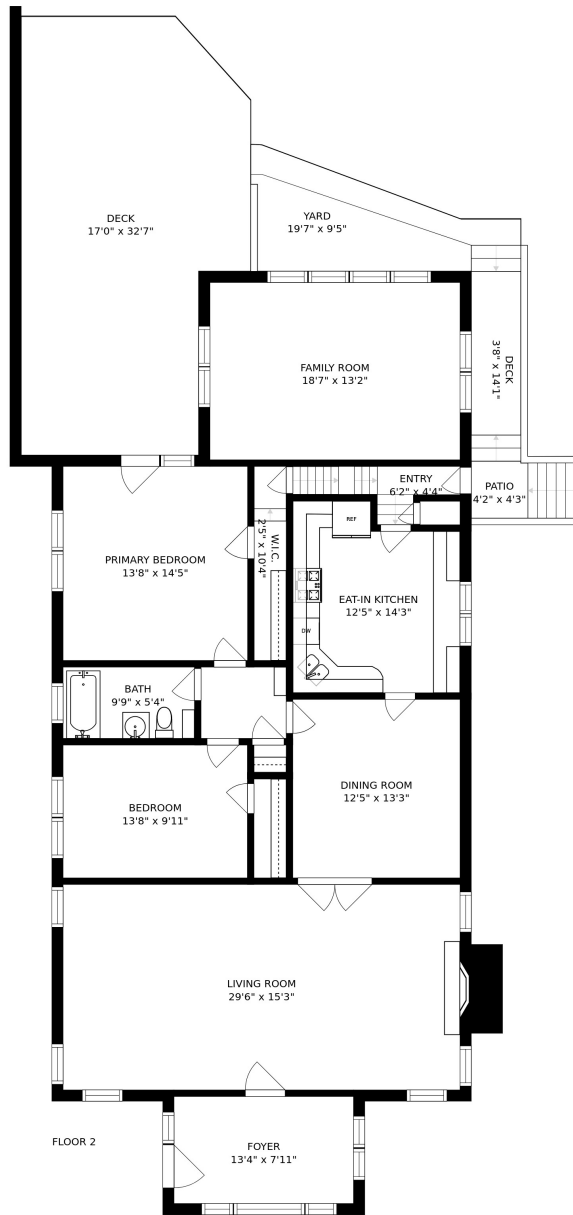 DECK
17'0" x 32'7"
YARD
19'7" x 9'5"
FAMILY ROOM
18'7" x 13'2"
DECK
3'8" x 14'1"
ENTRY
6'2" x 4'4"
PATIO
4'2" x 4'3"
PRIMARY BEDROOM
13'8" x 14'5"
W.I.C.
2'5" x 10'4"
REF
EAT-IN KITCHEN
12'5" x 14'3"
DW
BATH
9'9" x 5'4"
BEDROOM
13'8" x 9'11"
DINING ROOM
12'5" x 13'3"
LIVING ROOM
29'6" x 15'3"
FLOOR 2
FOYER
13'4" x 7'11"